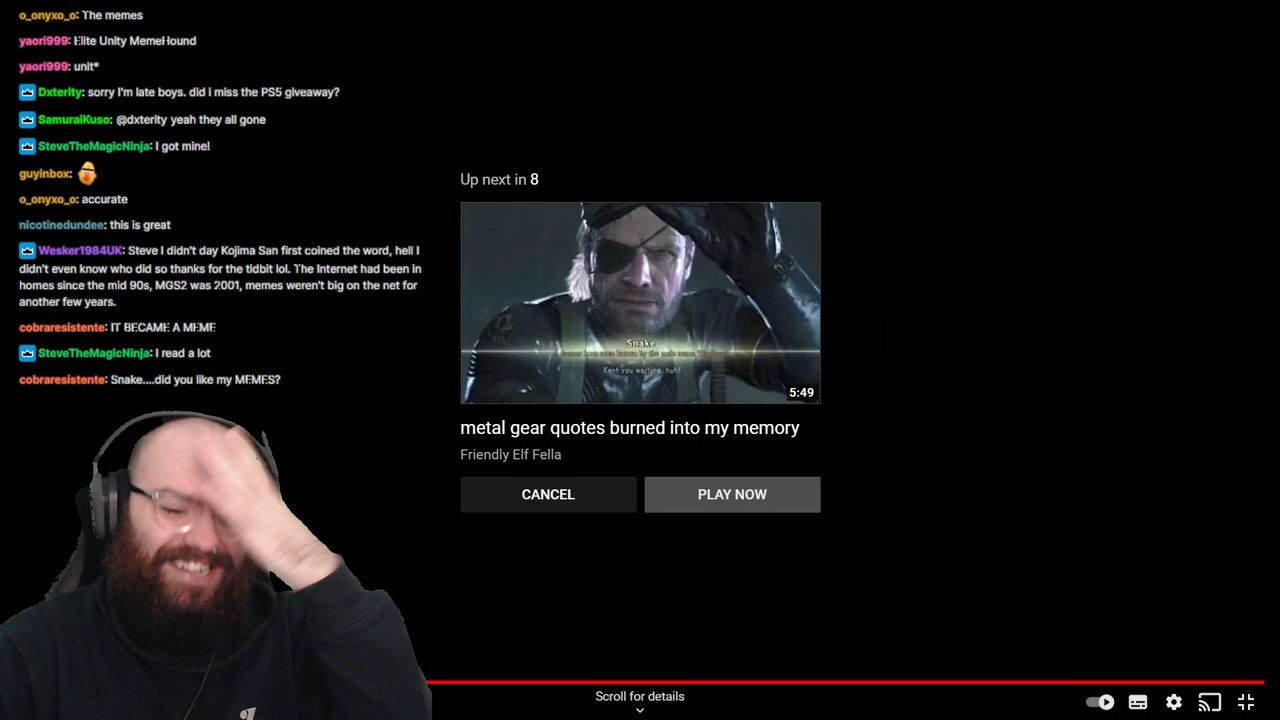 o_onyxo_o: The memes
yaori999: Elite Unity MemeHound
yaori999: unit*
Dxterity: sorry I'm late boys. did i miss the PS5 giveaway?
SamuraiKuso: @dxterity yeah they all gone
SteveTheMagicNinja: I got mine!
guyinbox:
o_onyxo_o: accurate
nicotinedundee: this is great
Wesker1984UK: Steve I didn't day Kojima San first coined the word, hell I
didn't even know who did so thanks for the tidbit lol. The Internet had been in
homes since the mid 90s, MGS2 was 2001, memes weren't big on the net for
another few years.
cobraresistente: IT BECAME A MEME
SteveTheMagicNinja: I read a lot
cobraresistente: Snake....did you like my MEMES?
Up next in 8
Snake
Kept you waiting, huh?
5:49
metal gear quotes burned into my memory
Friendly Elf Fella
CANCEL
PLAY NOW
Scroll for details